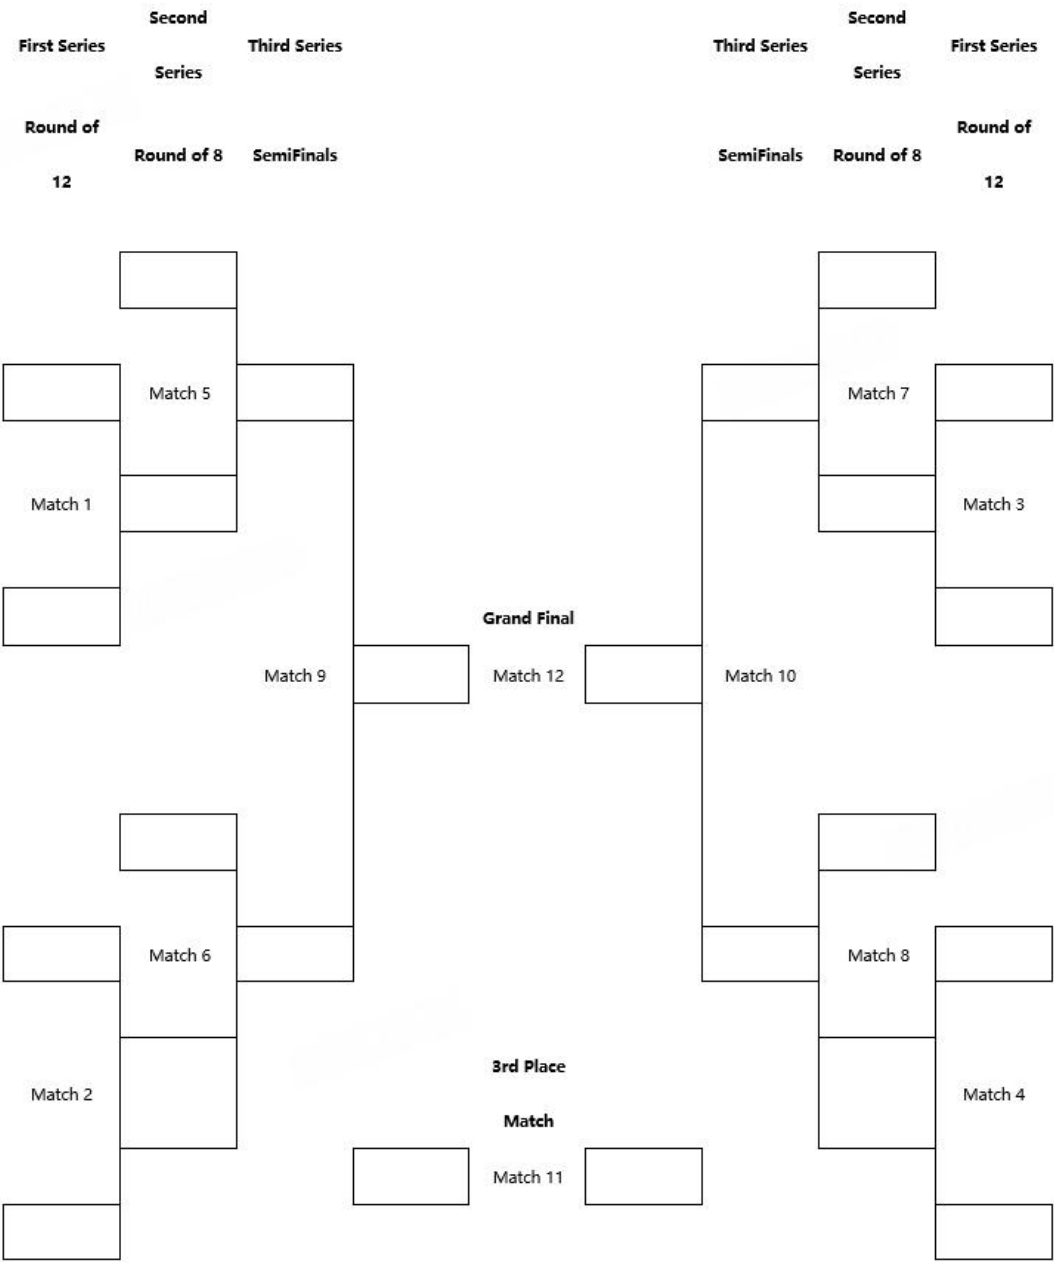 Second
Second
First Series
Third Series
Third Series
First Series
Series
Series
Round of
Round of
Round of 8
SemiFinals
SemiFinals
Round of 8
12
12
Match 5
Match 7
Match 1
Match 3
Grand Final
Match 9
Match 12
Match 10
Match 6
Match 8
3rd Place
Match 2
Match 4
Match
Match 11